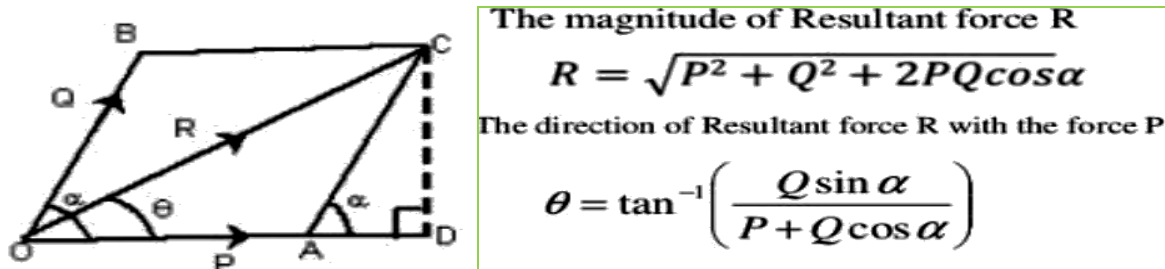 B
C
Q
R
α
θ
α
O
P
A
D
The magnitude of Resultant force R
R = √P² + Q² + 2PQcosα
The direction of Resultant force R with the force P
θ = tan⁻¹(Q sin α / P + Q cos α)